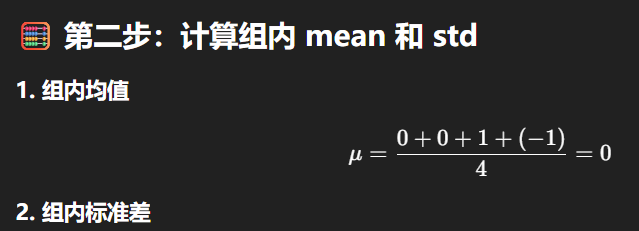 🧮 第二步：计算组内 mean 和 std
1. 组内均值
μ = \frac{0 + 0 + 1 + (−1)}{4} = 0
2. 组内标准差